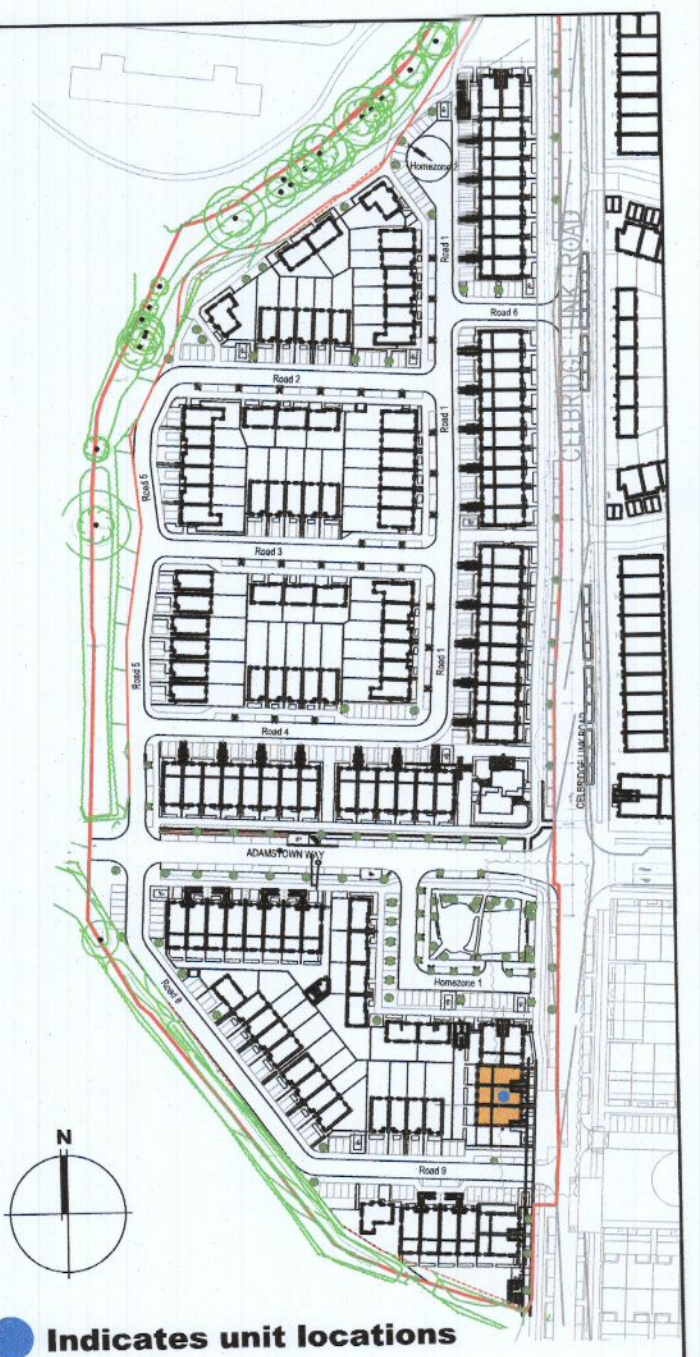 Homezone 2
Road 1
CELBRIDGE LINK ROAD
Road 6
Road 2
Road 1
Road 5
Road 3
Road 5
Road 1
Road 4
CELBRIDGE LINK ROAD
ADAMSTOWN WAY
Homezone 1
Road 8
Road 9
N
Indicates unit locations